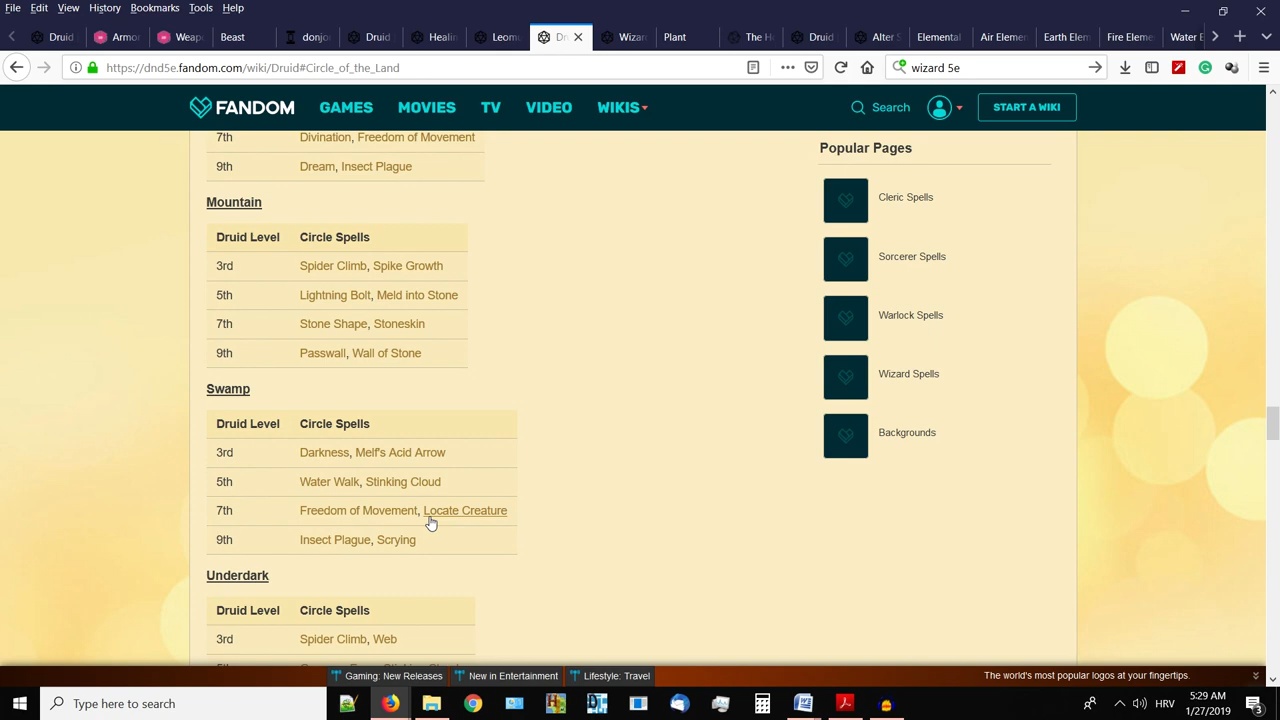 File Edit View History Bookmarks Tools Help
Druid Armor Weap Beast donjo Druid Healin Leomu Dr Wiza Plant The H Druid Alter S Air Elem Earth Elem Fire Eleme Water E
https://dnd5e.fandom.com/wiki/Druid#Circle_of_the_Land
wizard 5e
FANDOM GAMES MOVIES TV VIDEO WIKIS Search START A WIKI
7th Divination, Freedom of Movement
9th Dream, Insect Plague
Mountain
Druid Level Circle Spells
3rd Spider Climb, Spike Growth
5th Lightning Bolt, Meld into Stone
7th Stone Shape, Stoneskin
9th Passwall, Wall of Stone
Swamp
Druid Level Circle Spells
3rd Darkness, Melf's Acid Arrow
5th Water Walk, Stinking Cloud
7th Freedom of Movement, Locate Creature
9th Insect Plague, Scrying
Underdark
Druid Level Circle Spells
3rd Spider Climb, Web
Popular Pages
Cleric Spells
Sorcerer Spells
Warlock Spells
Wizard Spells
Backgrounds
Gaming: New Releases New in Entertainment Lifestyle: Travel The world's most popular logos at your fingertips.
Type here to search
HRV
5:29 AM
1/27/2019
3